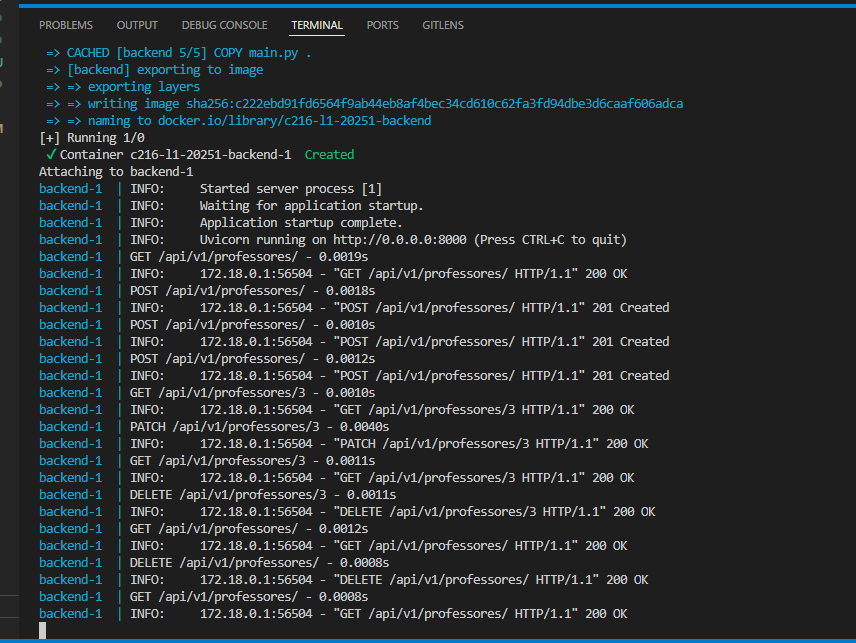 PROBLEMS OUTPUT DEBUG CONSOLE TERMINAL PORTS GITLENS
=> CACHED [backend 5/5] COPY main.py .
=> [backend] exporting to image
=> => exporting layers
=> => writing image sha256:c222ebd91fd6564f9ab44eb8af4bec34cd610c62fa3fd94dbe3d6caaf606adca
=> => naming to docker.io/library/c216-l1-20251-backend
[+] Running 1/0
✓Container c216-l1-20251-backend-1 Created
Attaching to backend-1
backend-1 | INFO: Started server process [1]
backend-1 | INFO: Waiting for application startup.
backend-1 | INFO: Application startup complete.
backend-1 | INFO: Uvicorn running on http://0.0.0.0:8000 (Press CTRL+C to quit)
backend-1 | GET /api/v1/professores/ - 0.0019s
backend-1 | INFO: 172.18.0.1:56504 - "GET /api/v1/professores/ HTTP/1.1" 200 OK
backend-1 | POST /api/v1/professores/ - 0.0018s
backend-1 | INFO: 172.18.0.1:56504 - "POST /api/v1/professores/ HTTP/1.1" 201 Created
backend-1 | POST /api/v1/professores/ - 0.0010s
backend-1 | INFO: 172.18.0.1:56504 - "POST /api/v1/professores/ HTTP/1.1" 201 Created
backend-1 | POST /api/v1/professores/ - 0.0012s
backend-1 | INFO: 172.18.0.1:56504 - "POST /api/v1/professores/ HTTP/1.1" 201 Created
backend-1 | GET /api/v1/professores/3 - 0.0010s
backend-1 | INFO: 172.18.0.1:56504 - "GET /api/v1/professores/3 HTTP/1.1" 200 OK
backend-1 | PATCH /api/v1/professores/3 - 0.0040s
backend-1 | INFO: 172.18.0.1:56504 - "PATCH /api/v1/professores/3 HTTP/1.1" 200 OK
backend-1 | GET /api/v1/professores/3 - 0.0011s
backend-1 | INFO: 172.18.0.1:56504 - "GET /api/v1/professores/3 HTTP/1.1" 200 OK
backend-1 | DELETE /api/v1/professores/3 - 0.0011s
backend-1 | INFO: 172.18.0.1:56504 - "DELETE /api/v1/professores/3 HTTP/1.1" 200 OK
backend-1 | GET /api/v1/professores/ - 0.0012s
backend-1 | INFO: 172.18.0.1:56504 - "GET /api/v1/professores/ HTTP/1.1" 200 OK
backend-1 | DELETE /api/v1/professores/ - 0.0008s
backend-1 | INFO: 172.18.0.1:56504 - "DELETE /api/v1/professores/ HTTP/1.1" 200 OK
backend-1 | GET /api/v1/professores/ - 0.0008s
backend-1 | INFO: 172.18.0.1:56504 - "GET /api/v1/professores/ HTTP/1.1" 200 OK